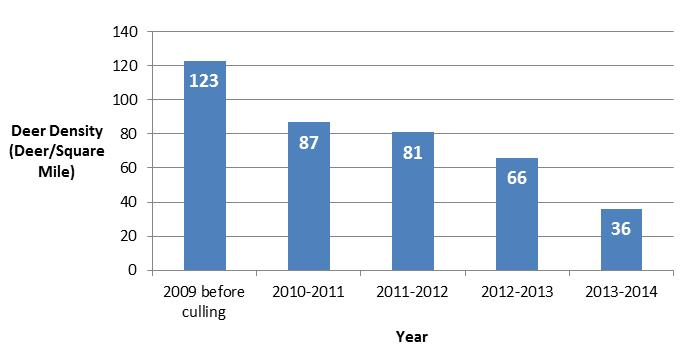 140
120
100
80
60
40
20
0
Deer Density
(Deer/Square
Mile)
123
87
81
66
36
2009 before
culling
2010-2011
2011-2012
2012-2013
2013-2014
Year